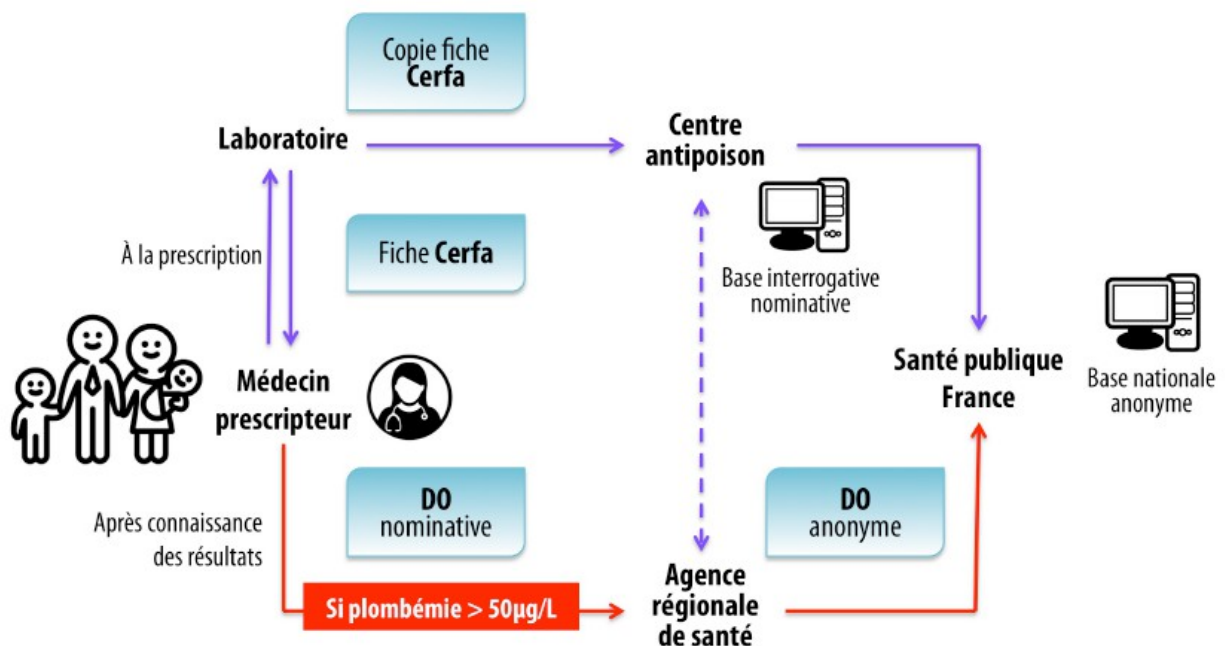 Copie fiche
Cerfa
Laboratoire
Centre
antipoison
À la prescription
Fiche Cerfa
Base interrogative
nominative
Médecin
prescripteur
Santé publique
France
Base nationale
anonyme
Après connaissance
des résultats
DO
nominative
DO
anonyme
Si plombémie > 50µg/L
Agence
régionale
de santé